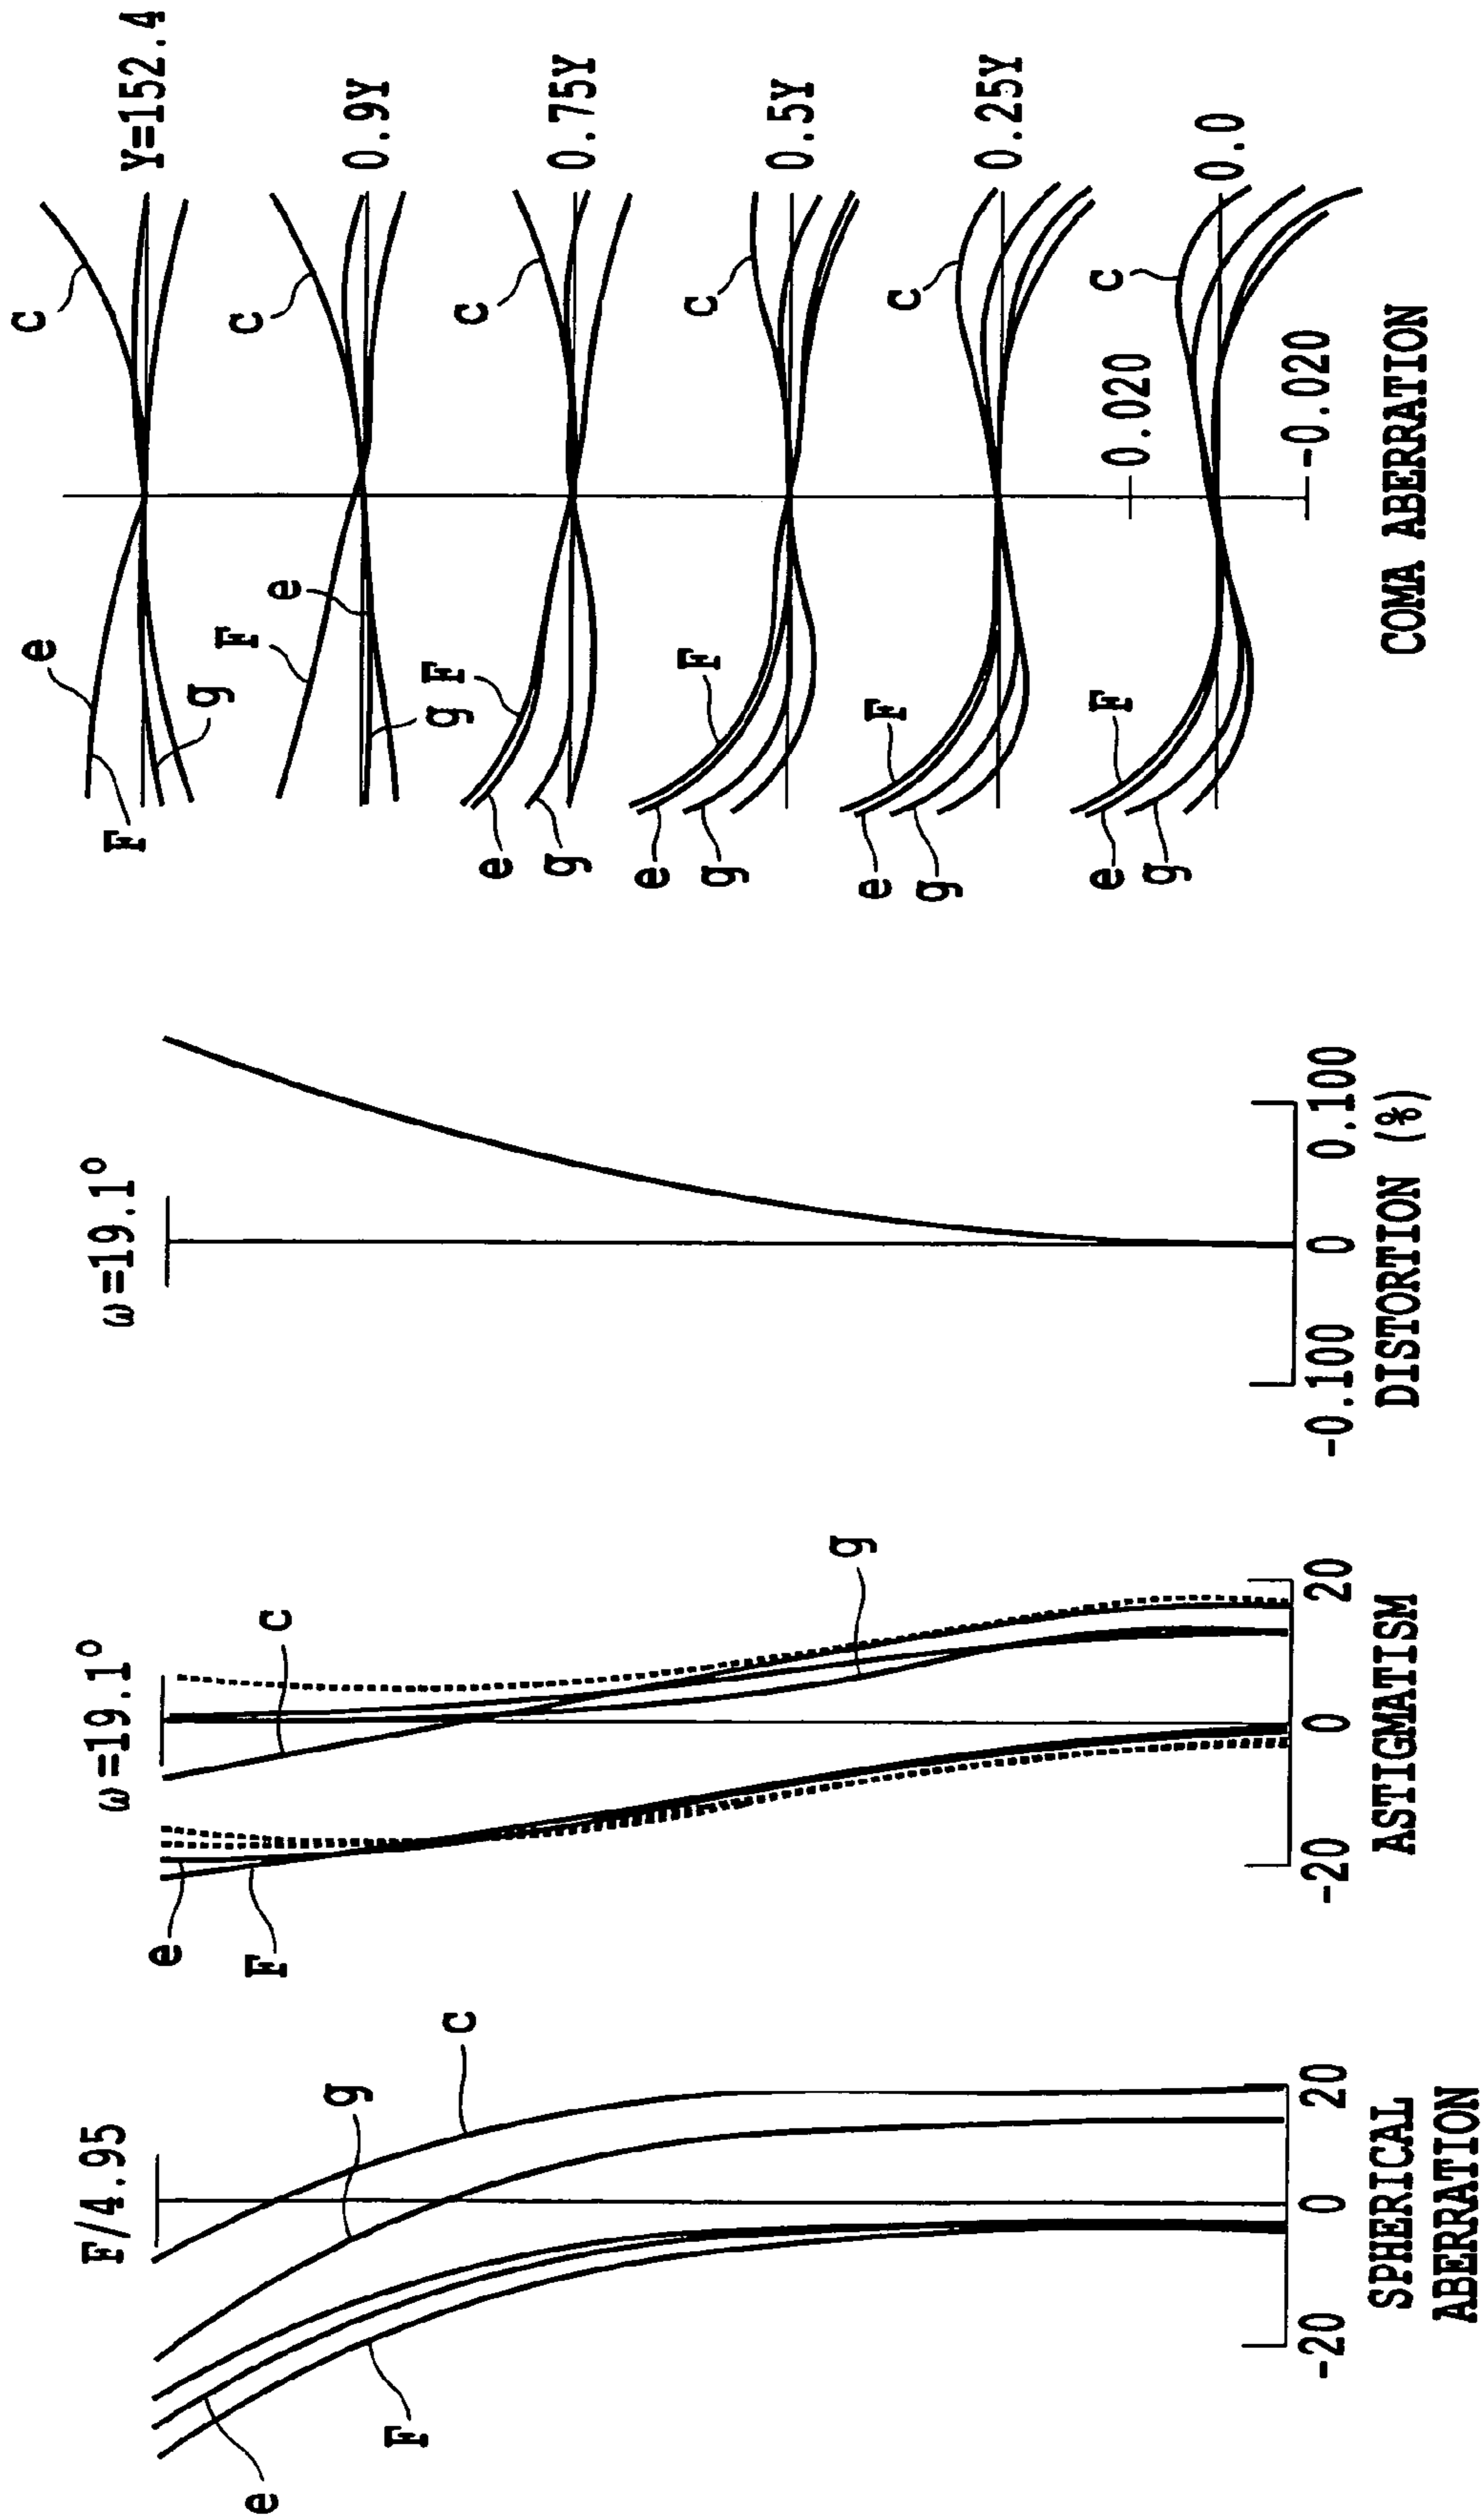 F/4.95
g
c
e
F
-20
0
20
SPHERICAL
ABERRATION
ω=19.1°
e
F
c
g
-20
0
20
ASTIGMATISM
ω=19.1°
-0.100
0
0.100
DISTORTION (%)
Y=152.4
c
e
F
g
0.9Y
c
e
F
g
0.75Y
c
F
e
g
0.5Y
c
F
e
g
0.25Y
c
F
e
g
0.0
c
F
e
g
0.020
-0.020
COMA ABERRATION